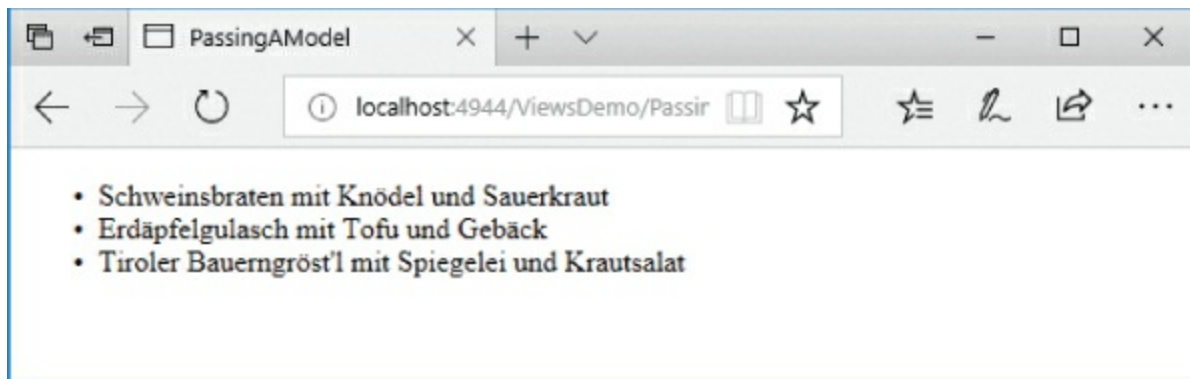 PassingAModel
localhost:4944/ViewsDemo/Passir
• Schweinsbraten mit Knödel und Sauerkraut
• Erdäpfelgulasch mit Tofu und Gebäck
• Tiroler Bauerngröst'l mit Spiegelei und Krautsalat